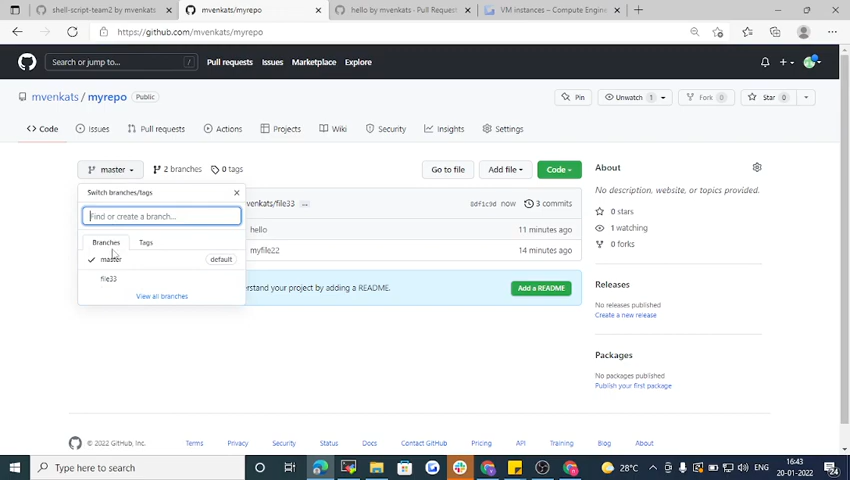 shell-script-team2 by mvenkats
mvenkats/myrepo
hello by mvenkats · Pull Request
VM instances – Compute Engin
https://github.com/mvenkats/myrepo
Search or jump to...
/
Pull requests
Issues
Marketplace
Explore
mvenkats / myrepo
Public
Pin
Unwatch 1
Fork 0
Star 0
Code
Issues
Pull requests
Actions
Projects
Wiki
Security
Insights
Settings
master
2 branches
0 tags
Go to file
Add file
Code
About
Switch branches/tags
No description, website, or topics provided.
venkats/file33
...
0df1c9d now
3 commits
Find or create a branch...
0 stars
hello
11 minutes ago
1 watching
Branches
Tags
0 forks
myfile22
14 minutes ago
master
default
file33
Releases
erstand your project by adding a README.
Add a README
View all branches
No releases published
Create a new release
Packages
No packages published
Publish your first package
© 2022 GitHub, Inc.
Terms
Privacy
Security
Status
Docs
Contact GitHub
Pricing
API
Training
Blog
About
Type here to search
28°C
ENG
16:43
20-01-2022
24